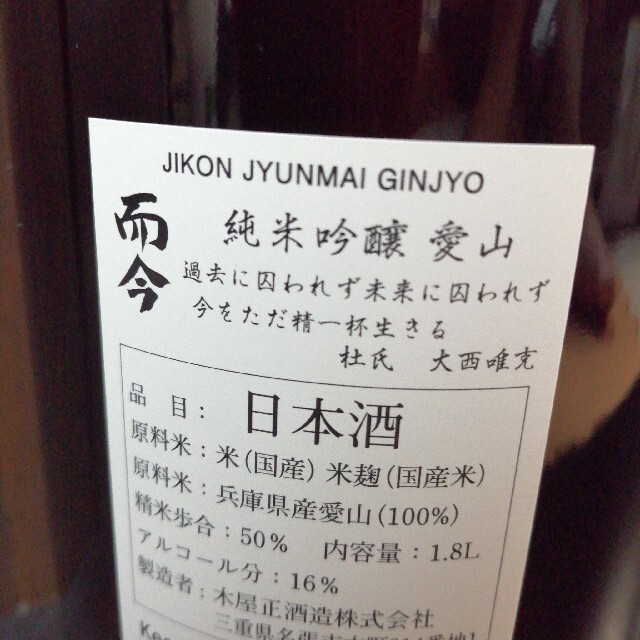 JIKON JYUNMAI GINJYO
而今
純米吟醸 愛山
過去に囚われず未来に囚われず
今をただ精一杯生きる
杜氏 大西唯克
品 目: 日本酒
原料米:米(国産) 米麹(国産米)
原料米:兵庫県産愛山(100%)
精米歩合:50% 内容量:1.8L
アルコール分:16%
製造者:木屋正酒造株式会社
三重県名張市本町